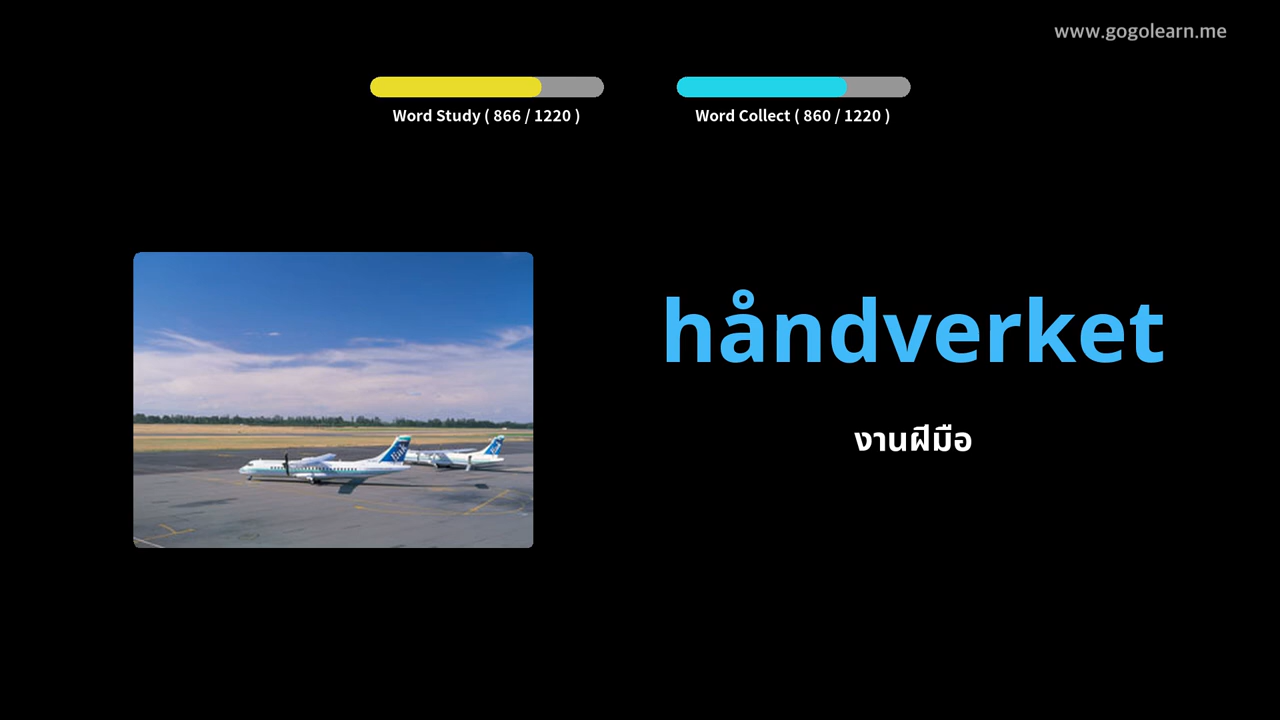 www.gogolearn.me
Word Study ( 866 / 1220 )
Word Collect ( 860 / 1220 )
håndverket
งานฝีมือ